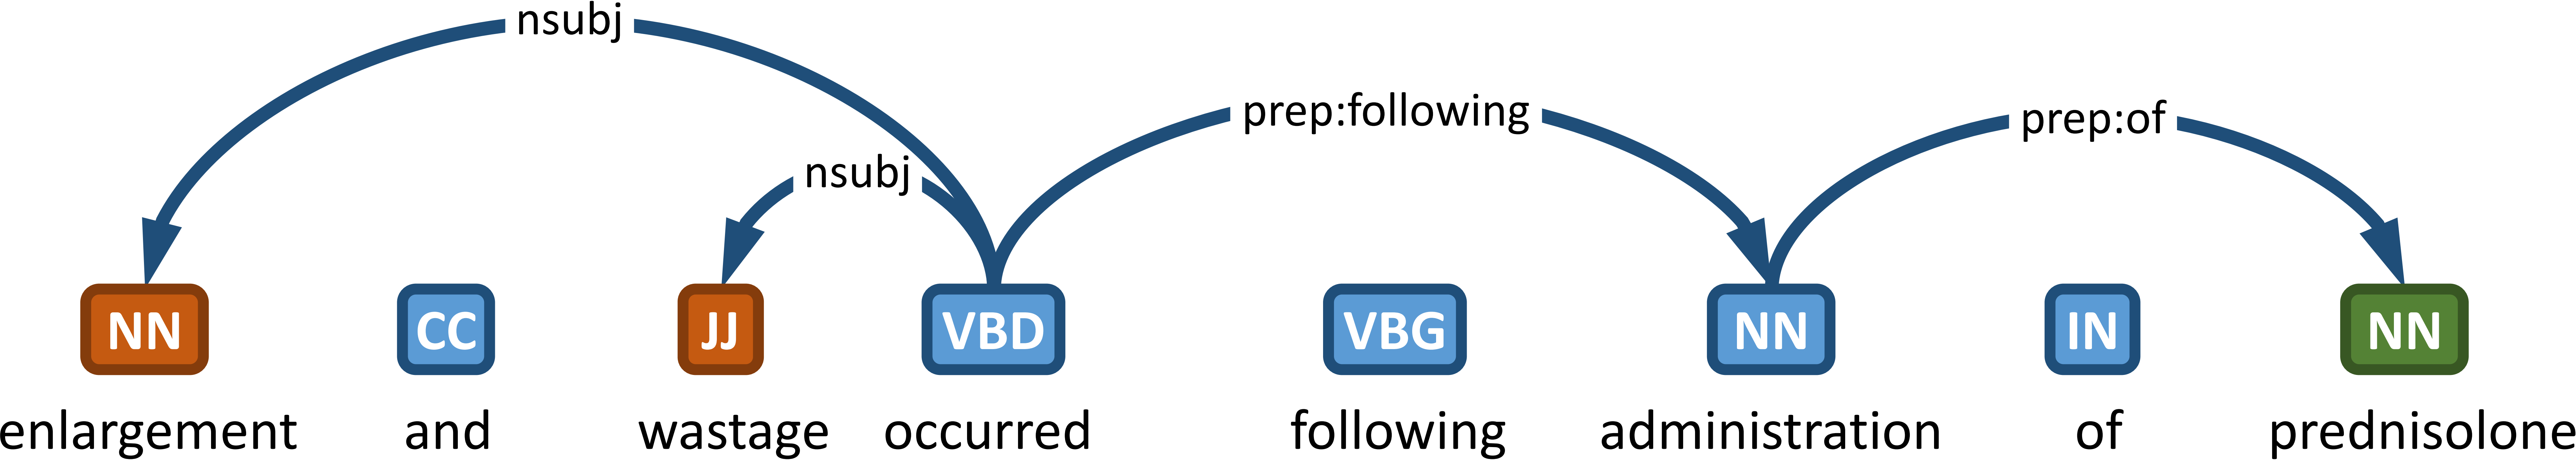 nsubj
prep:following
prep:of
nsubj
NN CC JJ VBD VBG NN IN NN
enlargement and wastage occurred following administration of prednisolone